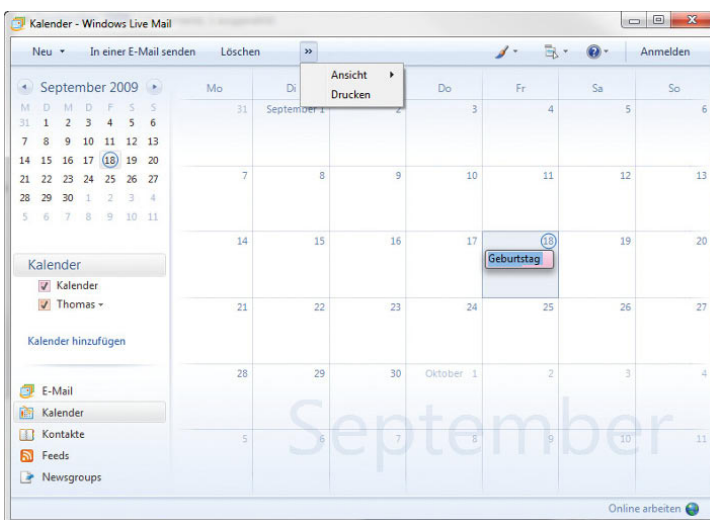 Kalender - Windows Live Mail
Neu In einer E-Mail senden Löschen » Anmelden
Ansicht
Drucken
September 2009
M D M D F S S
31 1 2 3 4 5 6
7 8 9 10 11 12 13
14 15 16 17 18 19 20
21 22 23 24 25 26 27
28 29 30 1 2 3 4
5 6 7 8 9 10 11
Kalender
Kalender
Thomas
Kalender hinzufügen
E-Mail
Kalender
Kontakte
Feeds
Newsgroups
Mo Di Do Fr Sa So
31 September 1 2 3 4 5 6
7 8 9 10 11 12 13
14 15 16 17 18 19 20
Geburtstag
21 22 23 24 25 26 27
28 29 30 Oktober 1 2 3 4
September
5 6 7 8 9 10 11
Online arbeiten